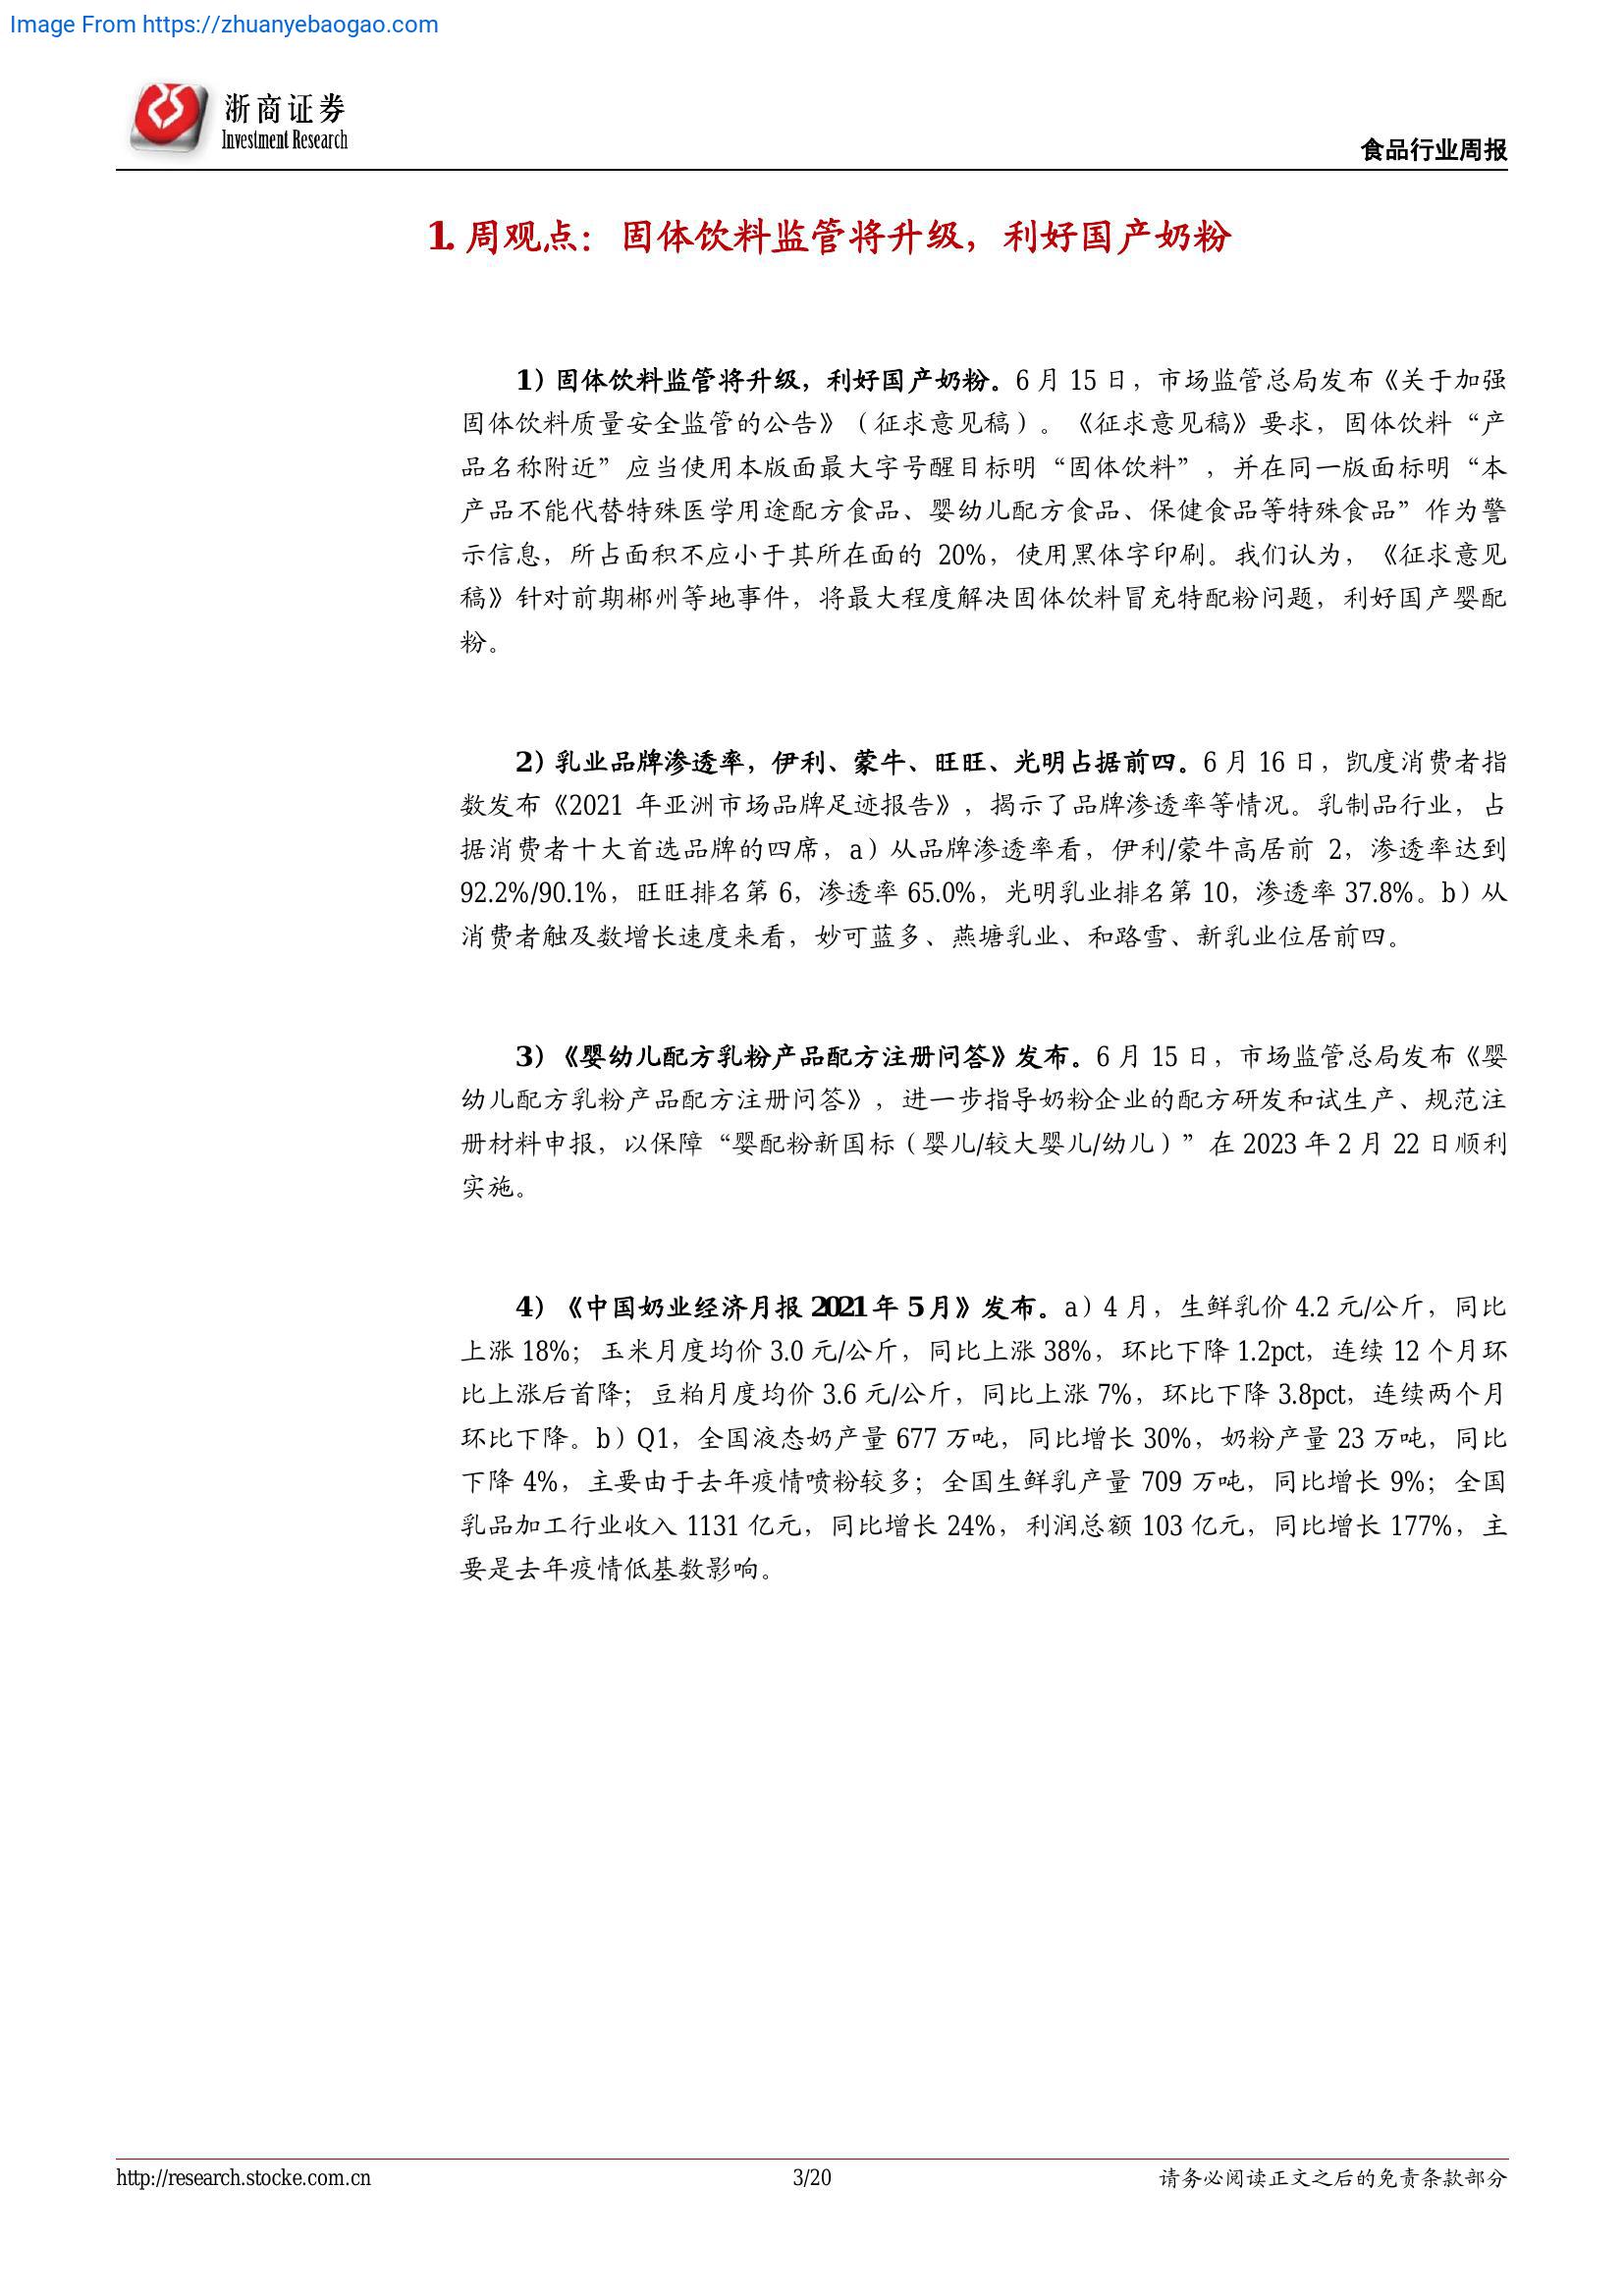 Image From https://zhuanyebaogao.com
浙商证券
Investment Research
食品行业周报
1. 周观点：固体饮料监管将升级，利好国产奶粉
1）固体饮料监管将升级，利好国产奶粉。6 月 15 日，市场监管总局发布《关于加强
固体饮料质量安全监管的公告》（征求意见稿）。《征求意见稿》要求，固体饮料“产
品名称附近”应当使用本版面最大字号醒目标明“固体饮料”，并在同一版面标明“本
产品不能代替特殊医学用途配方食品、婴幼儿配方食品、保健食品等特殊食品”作为警
示信息，所占面积不应小于其所在面的 20%，使用黑体字印刷。我们认为，《征求意见
稿》针对前期郴州等地事件，将最大程度解决固体饮料冒充特配粉问题，利好国产婴配
粉。
2）乳业品牌渗透率，伊利、蒙牛、旺旺、光明占据前四。6 月 16 日，凯度消费者指
数发布《2021 年亚洲市场品牌足迹报告》，揭示了品牌渗透率等情况。乳制品行业，占
据消费者十大首选品牌的四席，a）从品牌渗透率看，伊利/蒙牛高居前 2，渗透率达到
92.2%/90.1%，旺旺排名第 6，渗透率 65.0%，光明乳业排名第 10，渗透率 37.8%。b）从
消费者触及数增长速度来看，妙可蓝多、燕塘乳业、和路雪、新乳业位居前四。
3）《婴幼儿配方乳粉产品配方注册问答》发布。6 月 15 日，市场监管总局发布《婴
幼儿配方乳粉产品配方注册问答》，进一步指导奶粉企业的配方研发和试生产、规范注
册材料申报，以保障“婴配粉新国标（婴儿/较大婴儿/幼儿）”在 2023 年 2 月 22 日顺利
实施。
4）《中国奶业经济月报 2021 年 5 月》发布。a）4 月，生鲜乳价 4.2 元/公斤，同比
上涨 18%；玉米月度均价 3.0 元/公斤，同比上涨 38%，环比下降 1.2pct，连续 12 个月环
比上涨后首降；豆粕月度均价 3.6 元/公斤，同比上涨 7%，环比下降 3.8pct，连续两个月
环比下降。b）Q1，全国液态奶产量 677 万吨，同比增长 30%，奶粉产量 23 万吨，同比
下降 4%，主要由于去年疫情喷粉较多；全国生鲜乳产量 709 万吨，同比增长 9%；全国
乳品加工行业收入 1131 亿元，同比增长 24%，利润总额 103 亿元，同比增长 177%，主
要是去年疫情低基数影响。
http://research.stocke.com.cn
3/20
请务必阅读正文之后的免责条款部分